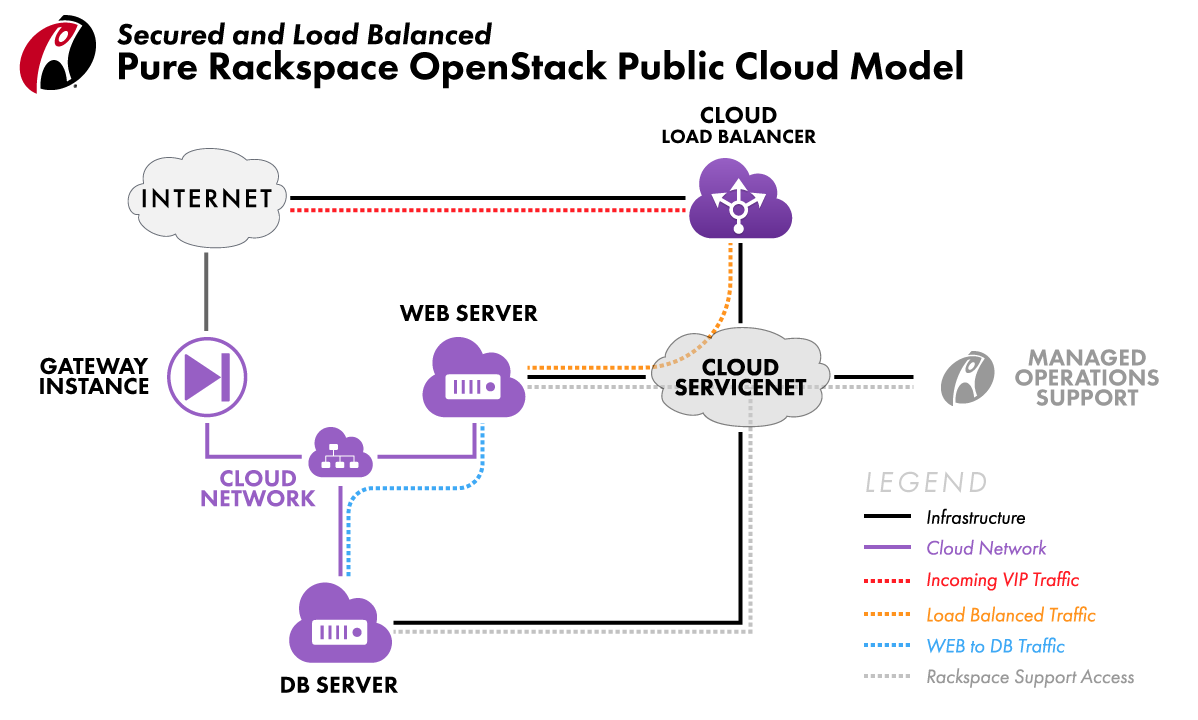 Secured and Load Balanced
Pure Rackspace OpenStack Public Cloud Model
CLOUD
LOAD BALANCER
INTERNET
WEB SERVER
GATEWAY
INSTANCE
CLOUD
SERVICENET
MANAGED
OPERATIONS
SUPPORT
CLOUD
NETWORK
DB SERVER
LEGEND
Infrastructure
Cloud Network
Incoming VIP Traffic
Load Balanced Traffic
WEB to DB Traffic
Rackspace Support Access